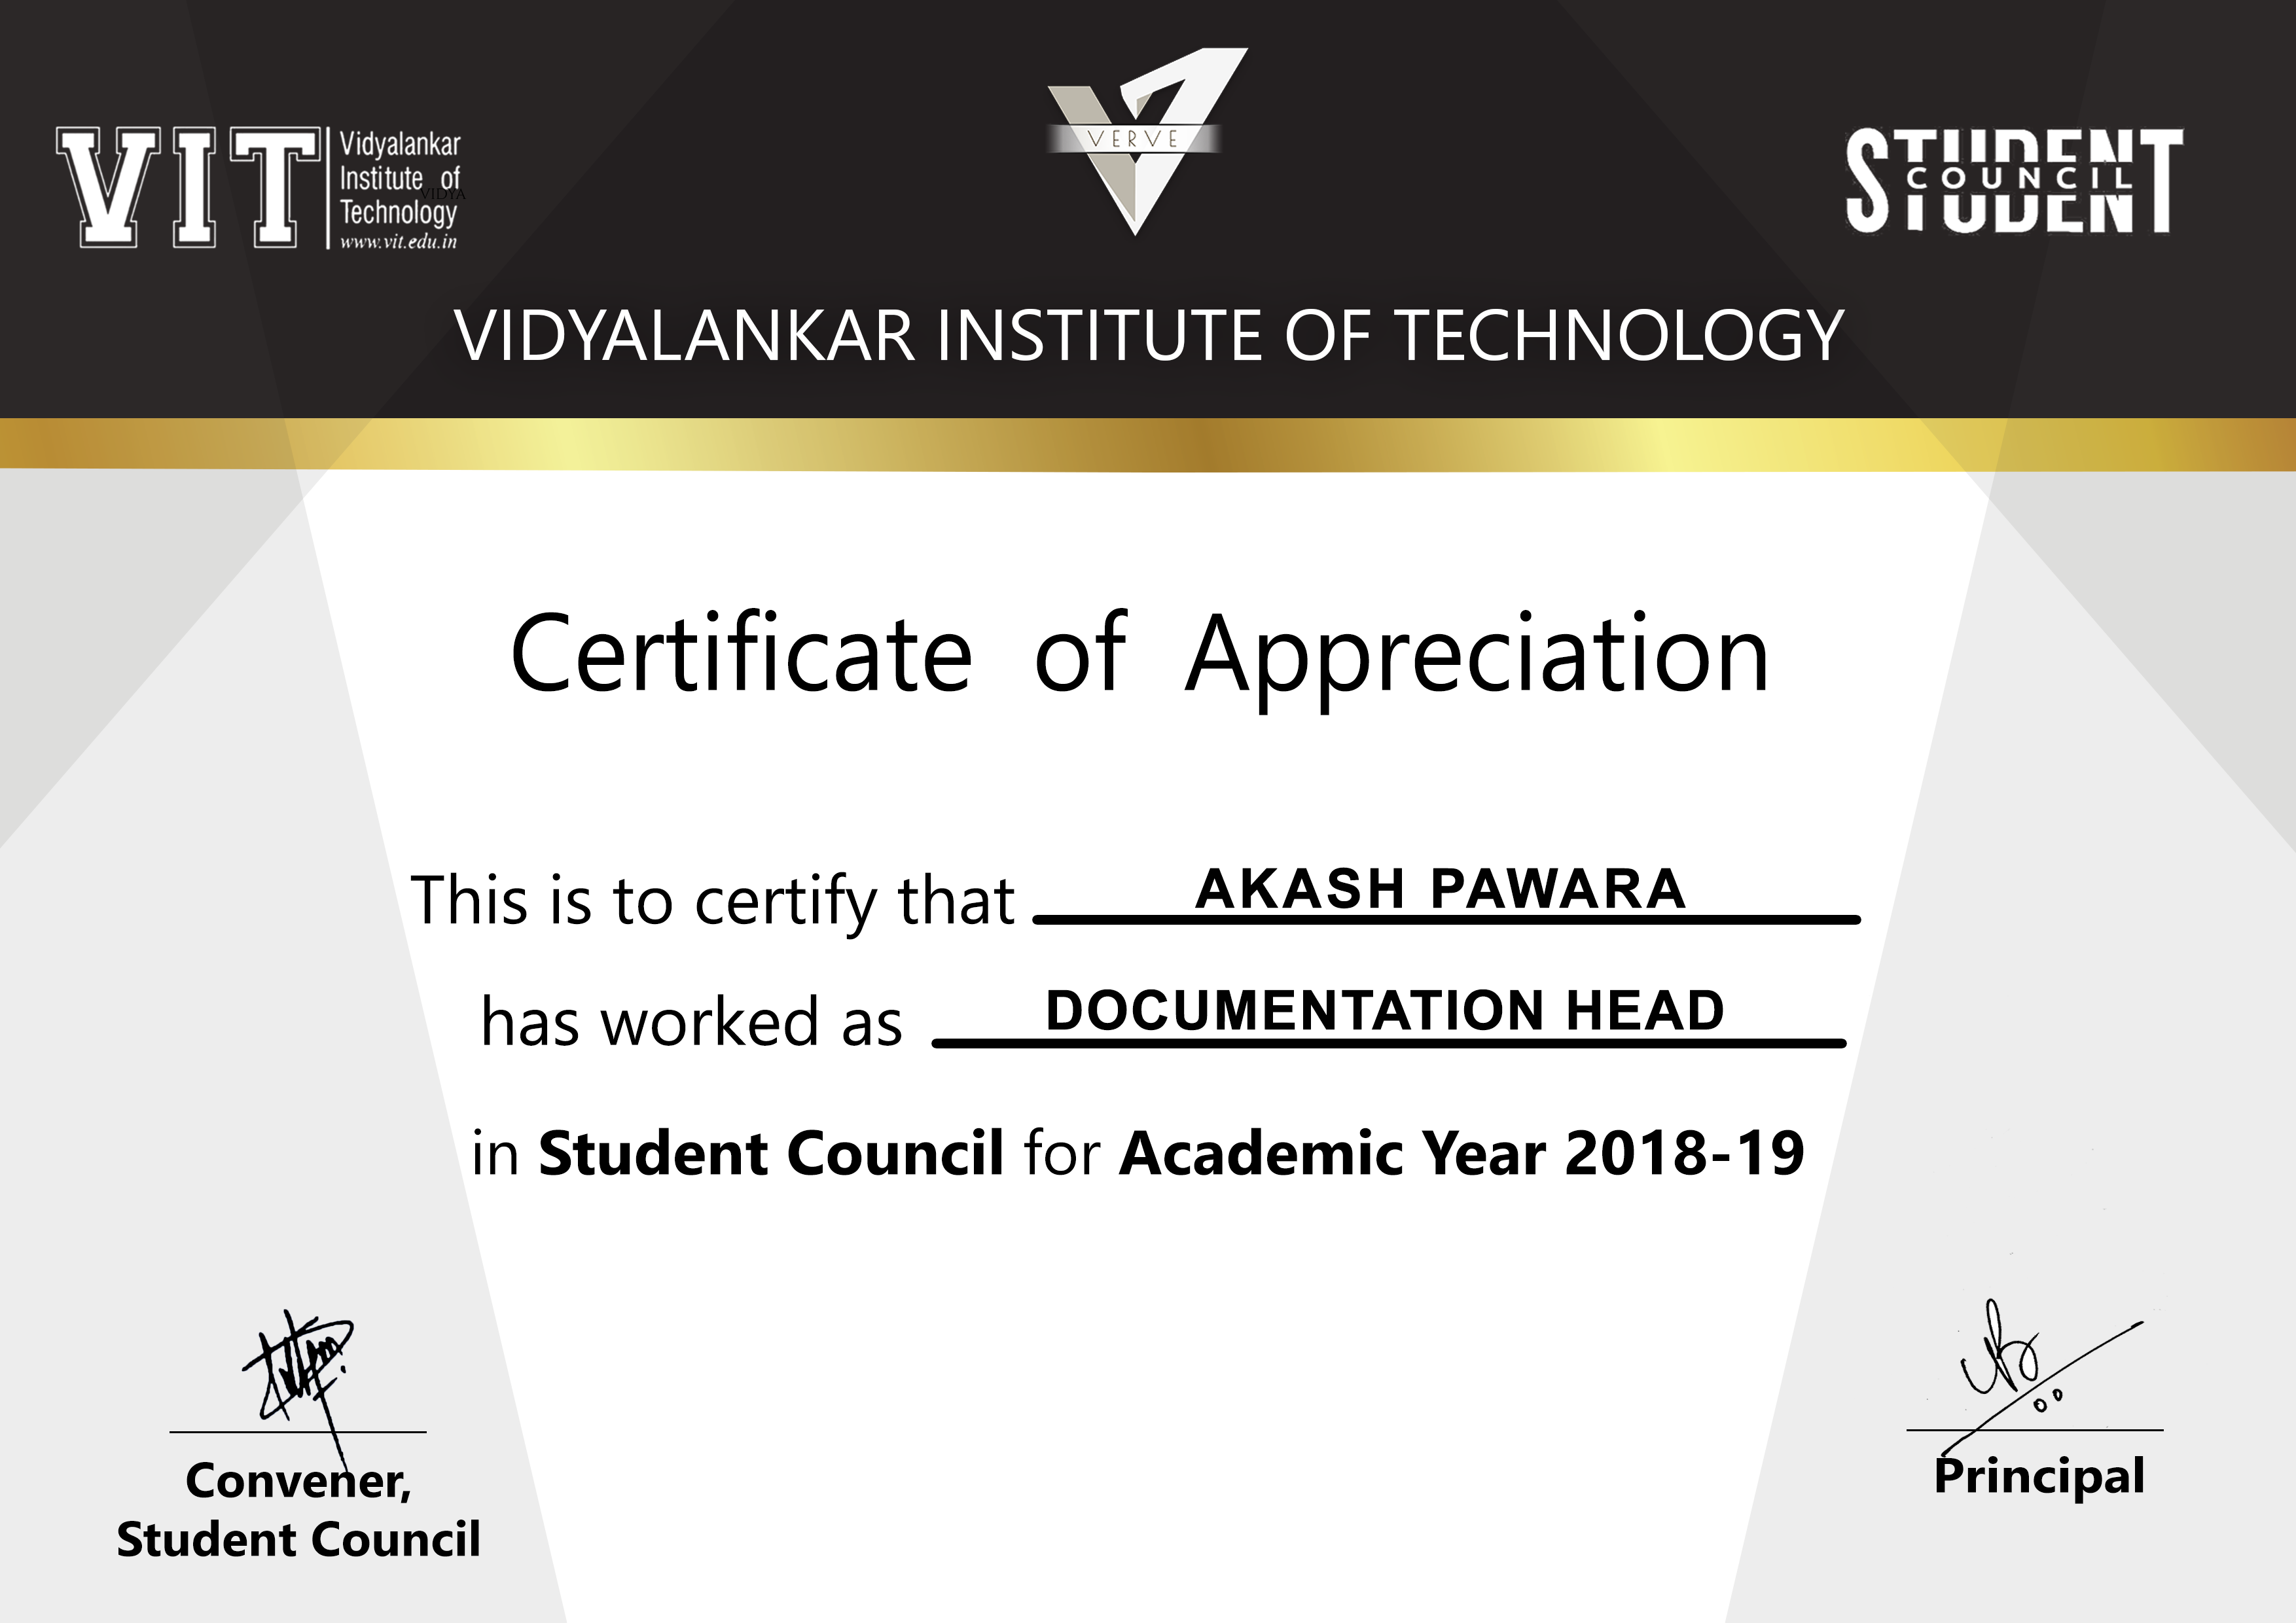 VIT
Vidyalankar
Institute of
VIDYA
Technology
www.vit.edu.in
VERVE
STUDENT
COUNCIL
STUDENT
VIDYALANKAR INSTITUTE OF TECHNOLOGY
Certificate of Appreciation
This is to certify that AKASH PAWARA
has worked as DOCUMENTATION HEAD
in Student Council for Academic Year 2018-19
Convener,
Student Council
Principal